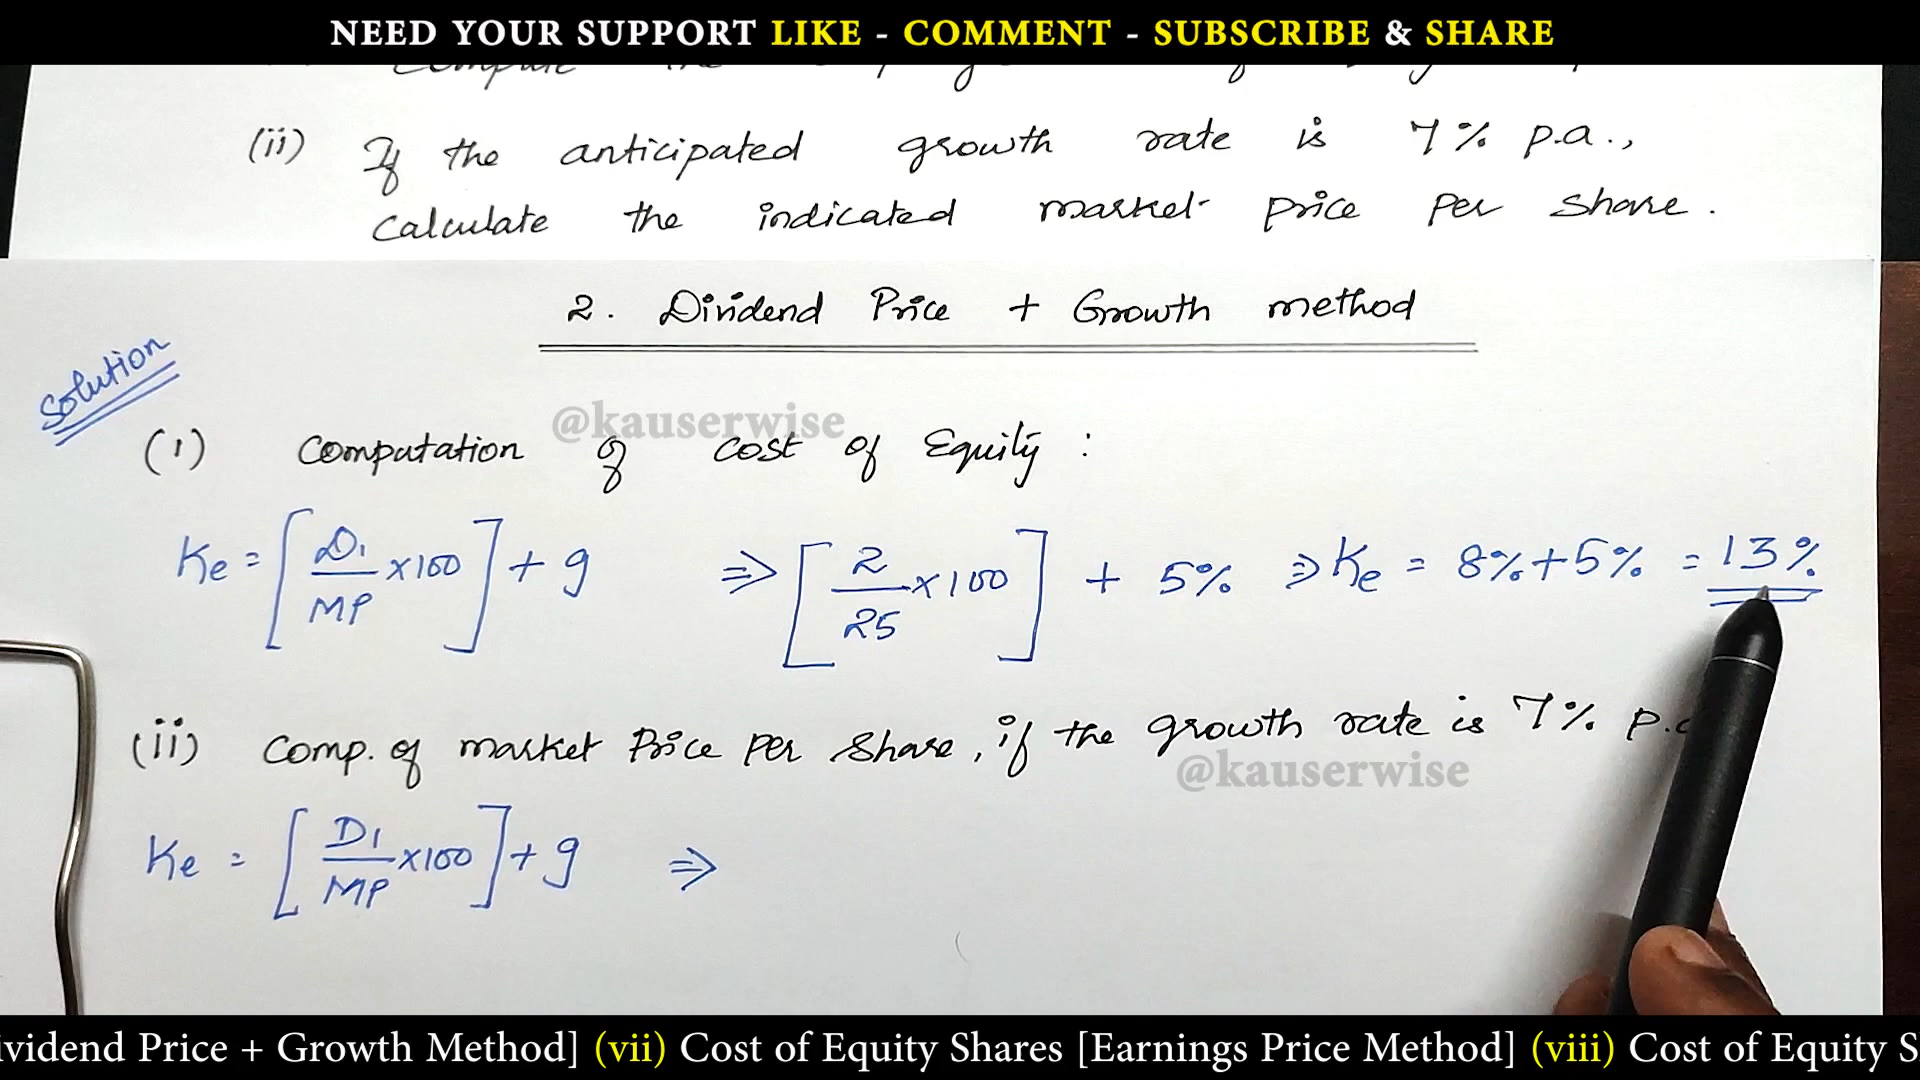 NEED YOUR SUPPORT LIKE - COMMENT - SUBSCRIBE & SHARE
(ii) If the anticipated growth rate is 7% p.a.,
calculate the indicated market price per share.
2. Dividend Price + Growth method
Solution
@kauserwise
(1) Computation of cost of Equity :
Ke = [D1/MP ×100] + g ⇒ [2/25 ×100] + 5% ⇒ Ke = 8%+5% = 13%
(ii) Comp. of market Price Per Share, if the growth rate is 7% p.
@kauserwise
Ke = [D1/MP ×100] + g ⇒
vidend Price + Growth Method] (vii) Cost of Equity Shares [Earnings Price Method] (viii) Cost of Equity S